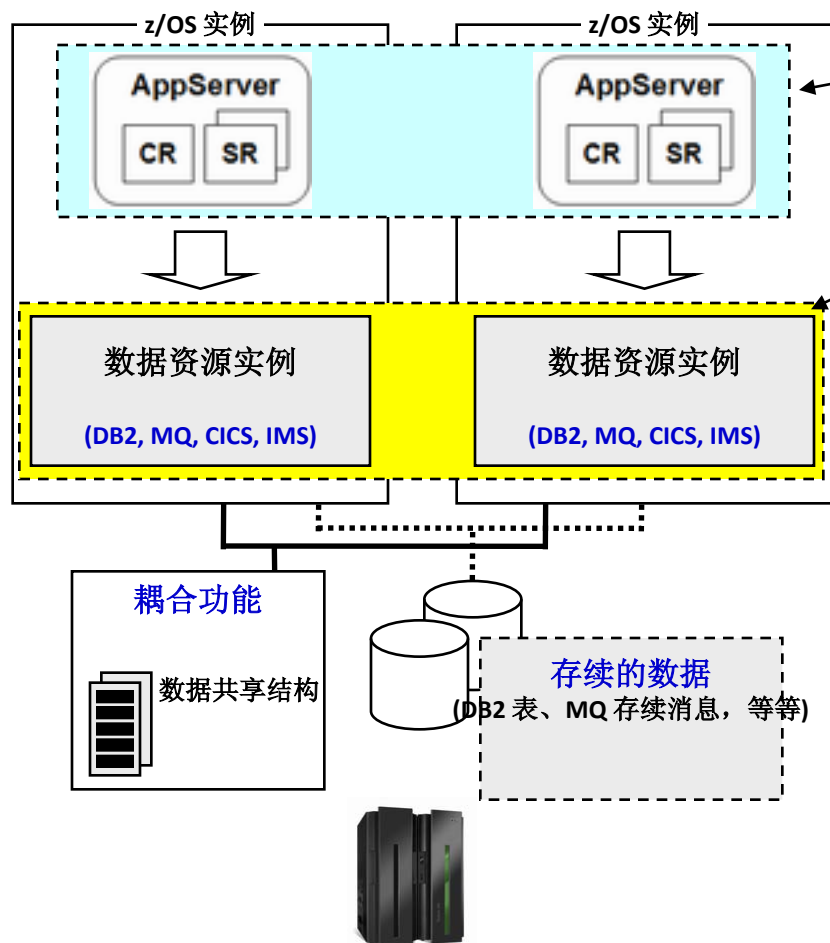 z/OS 实例
z/OS 实例
AppServer
CR
SR
AppServer
CR
SR
数据资源实例
(DB2, MQ, CICS, IMS)
数据资源实例
(DB2, MQ, CICS, IMS)
耦合功能
数据共享结构
存续的数据
(DB2 表、MQ 存续消息，等等)